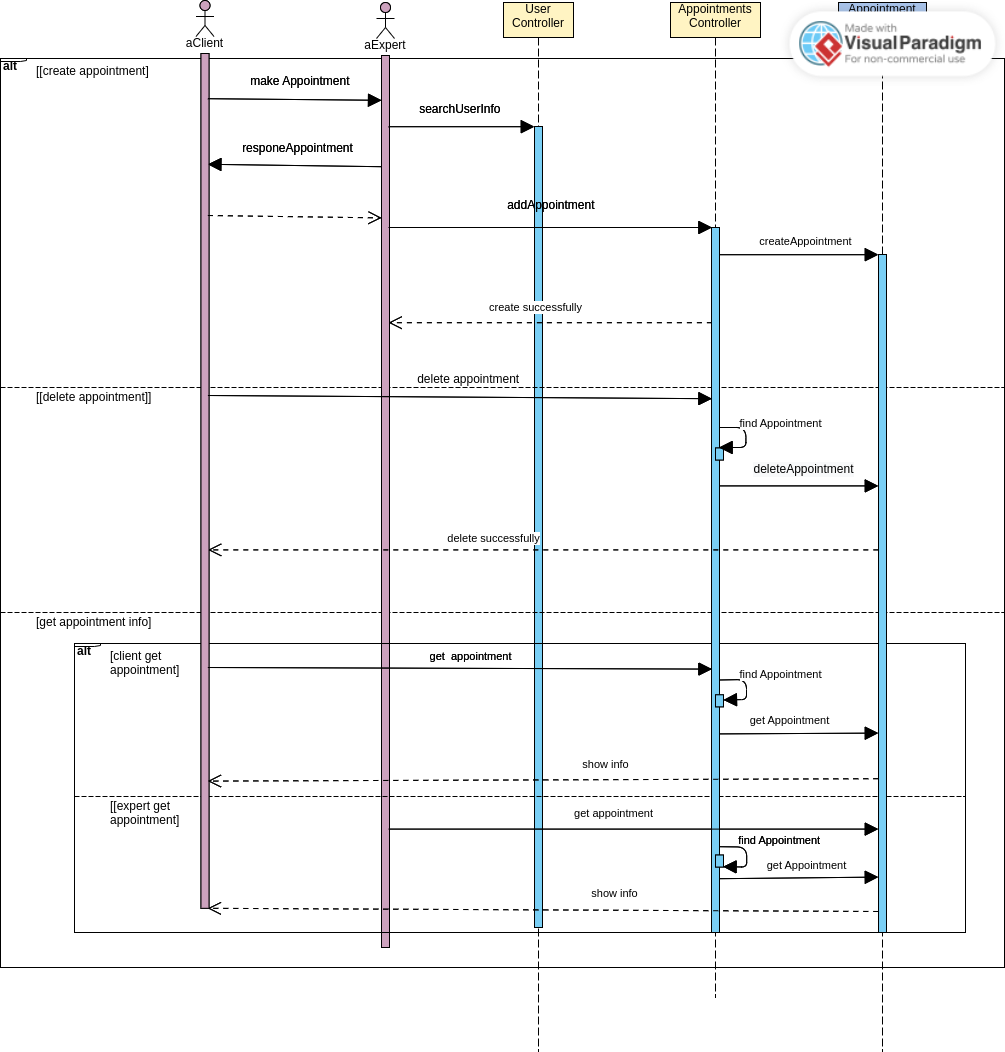 User
Controller
Appointments
Controller
Appointment
Made with
VisualParadigm
For non-commercial use
aClient
aExpert
alt
[[create appointment]
make Appointment
searchUserInfo
responeAppointment
addAppointment
createAppointment
create successfully
delete appointment
[[delete appointment]]
find Appointment
deleteAppointment
delete successfully
[get appointment info]
alt
[client get
appointment]
get appointment
find Appointment
get Appointment
show info
[[expert get
appointment]
get appointment
find Appointment
get Appointment
show info